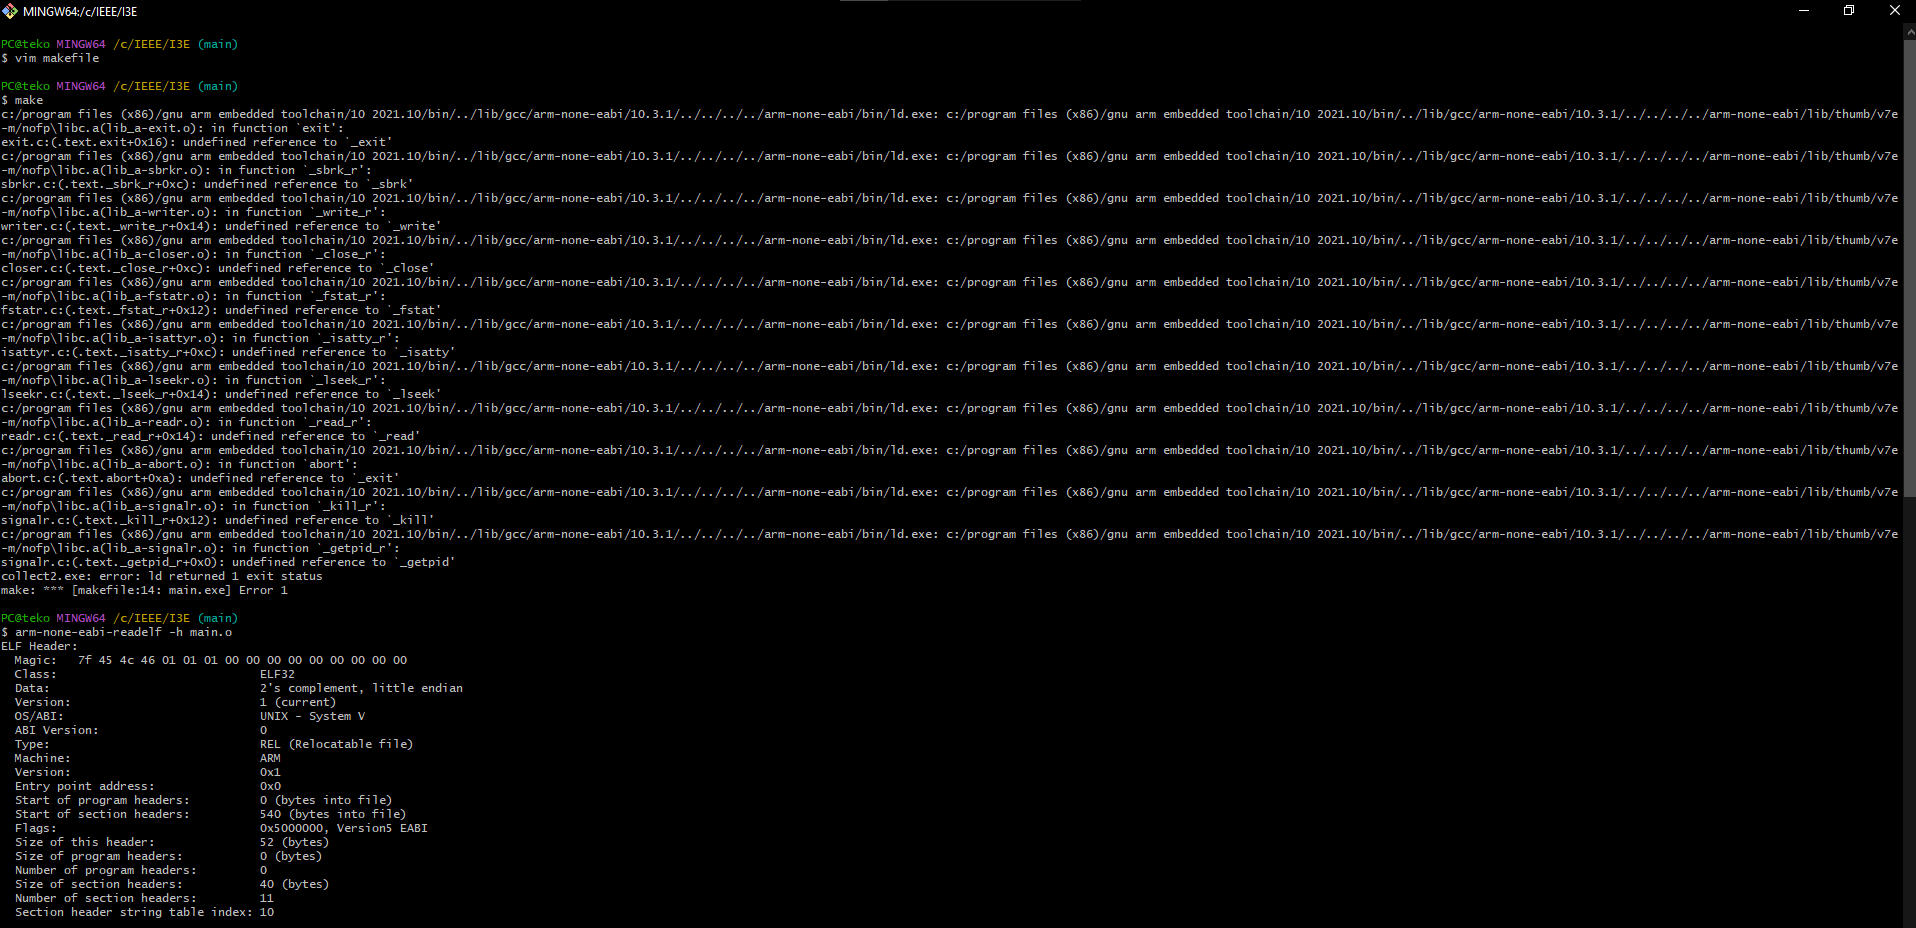 MINGW64:/c/IEEE/I3E
PC@teko MINGW64 /c/IEEE/I3E (main)
$ vim makefile
PC@teko MINGW64 /c/IEEE/I3E (main)
$ make
c:/program files (x86)/gnu arm embedded toolchain/10 2021.10/bin/../lib/gcc/arm-none-eabi/10.3.1/../../../../arm-none-eabi/bin/ld.exe: c:/program files (x86)/gnu arm embedded toolchain/10 2021.10/bin/../lib/gcc/arm-none-eabi/10.3.1/../../../../arm-none-eabi/lib/thumb/v7e
-m/nofp\libc.a(lib_a-exit.o): in function `exit':
exit.c:(.text.exit+0x16): undefined reference to `_exit'
c:/program files (x86)/gnu arm embedded toolchain/10 2021.10/bin/../lib/gcc/arm-none-eabi/10.3.1/../../../../arm-none-eabi/bin/ld.exe: c:/program files (x86)/gnu arm embedded toolchain/10 2021.10/bin/../lib/gcc/arm-none-eabi/10.3.1/../../../../arm-none-eabi/lib/thumb/v7e
-m/nofp\libc.a(lib_a-sbrkr.o): in function `_sbrk_r':
sbrkr.c:(.text._sbrk_r+0xc): undefined reference to `_sbrk'
c:/program files (x86)/gnu arm embedded toolchain/10 2021.10/bin/../lib/gcc/arm-none-eabi/10.3.1/../../../../arm-none-eabi/bin/ld.exe: c:/program files (x86)/gnu arm embedded toolchain/10 2021.10/bin/../lib/gcc/arm-none-eabi/10.3.1/../../../../arm-none-eabi/lib/thumb/v7e
-m/nofp\libc.a(lib_a-writer.o): in function `_write_r':
writer.c:(.text._write_r+0x14): undefined reference to `_write'
c:/program files (x86)/gnu arm embedded toolchain/10 2021.10/bin/../lib/gcc/arm-none-eabi/10.3.1/../../../../arm-none-eabi/bin/ld.exe: c:/program files (x86)/gnu arm embedded toolchain/10 2021.10/bin/../lib/gcc/arm-none-eabi/10.3.1/../../../../arm-none-eabi/lib/thumb/v7e
-m/nofp\libc.a(lib_a-closer.o): in function `_close_r':
closer.c:(.text._close_r+0xc): undefined reference to `_close'
c:/program files (x86)/gnu arm embedded toolchain/10 2021.10/bin/../lib/gcc/arm-none-eabi/10.3.1/../../../../arm-none-eabi/bin/ld.exe: c:/program files (x86)/gnu arm embedded toolchain/10 2021.10/bin/../lib/gcc/arm-none-eabi/10.3.1/../../../../arm-none-eabi/lib/thumb/v7e
-m/nofp\libc.a(lib_a-fstatr.o): in function `_fstat_r':
fstatr.c:(.text._fstat_r+0x12): undefined reference to `_fstat'
c:/program files (x86)/gnu arm embedded toolchain/10 2021.10/bin/../lib/gcc/arm-none-eabi/10.3.1/../../../../arm-none-eabi/bin/ld.exe: c:/program files (x86)/gnu arm embedded toolchain/10 2021.10/bin/../lib/gcc/arm-none-eabi/10.3.1/../../../../arm-none-eabi/lib/thumb/v7e
-m/nofp\libc.a(lib_a-isattyr.o): in function `_isatty_r':
isattyr.c:(.text._isatty_r+0xc): undefined reference to `_isatty'
c:/program files (x86)/gnu arm embedded toolchain/10 2021.10/bin/../lib/gcc/arm-none-eabi/10.3.1/../../../../arm-none-eabi/bin/ld.exe: c:/program files (x86)/gnu arm embedded toolchain/10 2021.10/bin/../lib/gcc/arm-none-eabi/10.3.1/../../../../arm-none-eabi/lib/thumb/v7e
-m/nofp\libc.a(lib_a-lseekr.o): in function `_lseek_r':
lseekr.c:(.text._lseek_r+0x14): undefined reference to `_lseek'
c:/program files (x86)/gnu arm embedded toolchain/10 2021.10/bin/../lib/gcc/arm-none-eabi/10.3.1/../../../../arm-none-eabi/bin/ld.exe: c:/program files (x86)/gnu arm embedded toolchain/10 2021.10/bin/../lib/gcc/arm-none-eabi/10.3.1/../../../../arm-none-eabi/lib/thumb/v7e
-m/nofp\libc.a(lib_a-readr.o): in function `_read_r':
readr.c:(.text._read_r+0x14): undefined reference to `_read'
c:/program files (x86)/gnu arm embedded toolchain/10 2021.10/bin/../lib/gcc/arm-none-eabi/10.3.1/../../../../arm-none-eabi/bin/ld.exe: c:/program files (x86)/gnu arm embedded toolchain/10 2021.10/bin/../lib/gcc/arm-none-eabi/10.3.1/../../../../arm-none-eabi/lib/thumb/v7e
-m/nofp\libc.a(lib_a-abort.o): in function `abort':
abort.c:(.text.abort+0xa): undefined reference to `_exit'
c:/program files (x86)/gnu arm embedded toolchain/10 2021.10/bin/../lib/gcc/arm-none-eabi/10.3.1/../../../../arm-none-eabi/bin/ld.exe: c:/program files (x86)/gnu arm embedded toolchain/10 2021.10/bin/../lib/gcc/arm-none-eabi/10.3.1/../../../../arm-none-eabi/lib/thumb/v7e
-m/nofp\libc.a(lib_a-signalr.o): in function `_kill_r':
signalr.c:(.text._kill_r+0x12): undefined reference to `_kill'
c:/program files (x86)/gnu arm embedded toolchain/10 2021.10/bin/../lib/gcc/arm-none-eabi/10.3.1/../../../../arm-none-eabi/bin/ld.exe: c:/program files (x86)/gnu arm embedded toolchain/10 2021.10/bin/../lib/gcc/arm-none-eabi/10.3.1/../../../../arm-none-eabi/lib/thumb/v7e
-m/nofp\libc.a(lib_a-signalr.o): in function `_getpid_r':
signalr.c:(.text._getpid_r+0x0): undefined reference to `_getpid'
collect2.exe: error: ld returned 1 exit status
make: *** [makefile:14: main.exe] Error 1
PC@teko MINGW64 /c/IEEE/I3E (main)
$ arm-none-eabi-readelf -h main.o
ELF Header:
  Magic:   7f 45 4c 46 01 01 01 00 00 00 00 00 00 00 00 00
  Class:                             ELF32
  Data:                              2's complement, little endian
  Version:                           1 (current)
  OS/ABI:                            UNIX - System V
  ABI Version:                       0
  Type:                              REL (Relocatable file)
  Machine:                           ARM
  Version:                           0x1
  Entry point address:               0x0
  Start of program headers:          0 (bytes into file)
  Start of section headers:          540 (bytes into file)
  Flags:                             0x5000000, Version5 EABI
  Size of this header:               52 (bytes)
  Size of program headers:           0 (bytes)
  Number of program headers:         0
  Size of section headers:           40 (bytes)
  Number of section headers:         11
  Section header string table index: 10